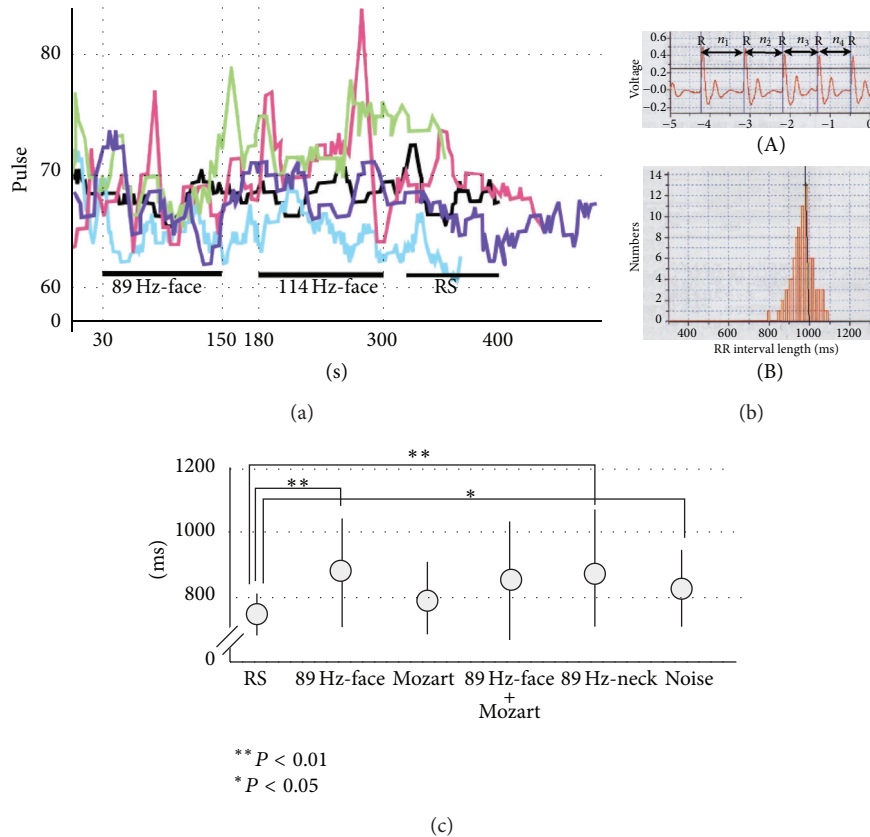 80
70
60
0
Pulse
89 Hz-face
114 Hz-face
RS
30
150 180
300
400
(s)
(a)
0.6
0.4
0.2
−0.0
−0.2
Voltage
R n1 R n2 R n3 R n4 R
−5 −4 −3 −2 −1 0
(A)
14
12
10
8
6
4
2
0
Numbers
400 600 800 1000 1200
RR interval length (ms)
(B)
(b)
1200
1000
800
0
(ms)
**
**
*
RS 89 Hz-face Mozart 89 Hz-face 89 Hz-neck Noise
+
Mozart
** P < 0.01
* P < 0.05
(c)